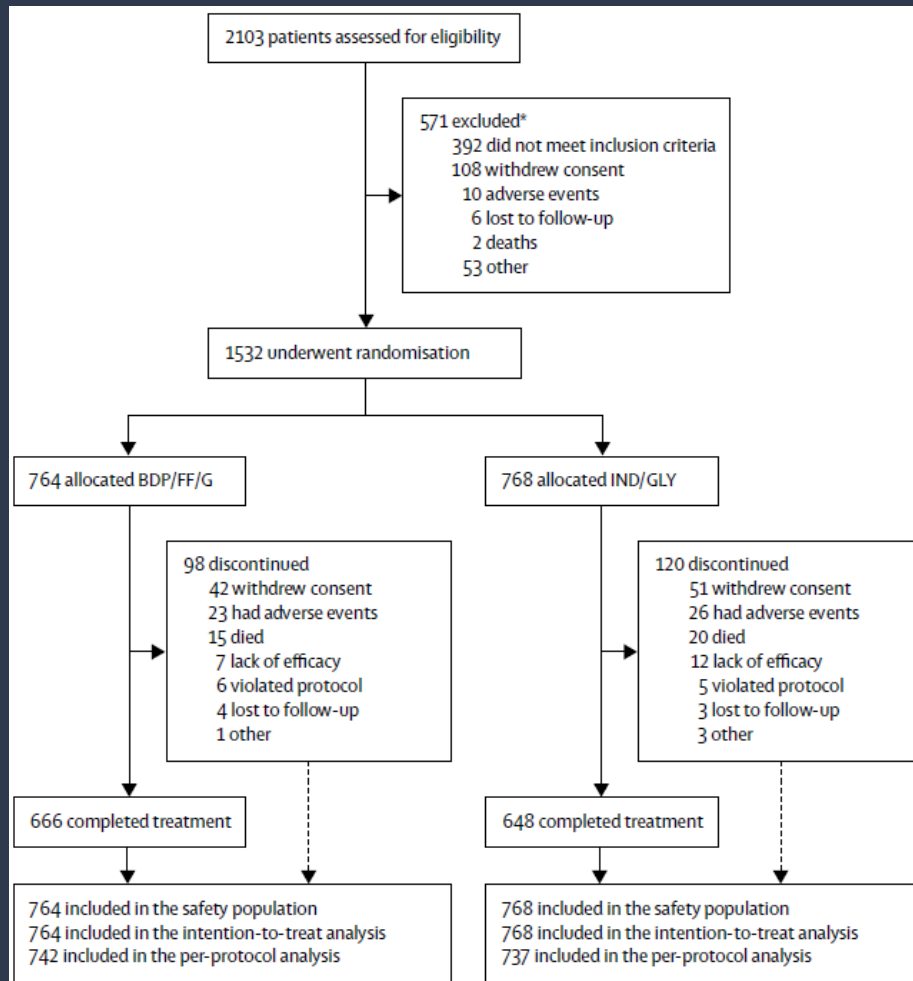 2103 patients assessed for eligibility
571 excluded*
392 did not meet inclusion criteria
108 withdrew consent
10 adverse events
6 lost to follow-up
2 deaths
53 other
1532 underwent randomisation
764 allocated BDP/FF/G
768 allocated IND/GLY
98 discontinued
42 withdrew consent
23 had adverse events
15 died
7 lack of efficacy
6 violated protocol
4 lost to follow-up
1 other
120 discontinued
51 withdrew consent
26 had adverse events
20 died
12 lack of efficacy
5 violated protocol
3 lost to follow-up
3 other
666 completed treatment
648 completed treatment
764 included in the safety population
764 included in the intention-to-treat analysis
742 included in the per-protocol analysis
768 included in the safety population
768 included in the intention-to-treat analysis
737 included in the per-protocol analysis